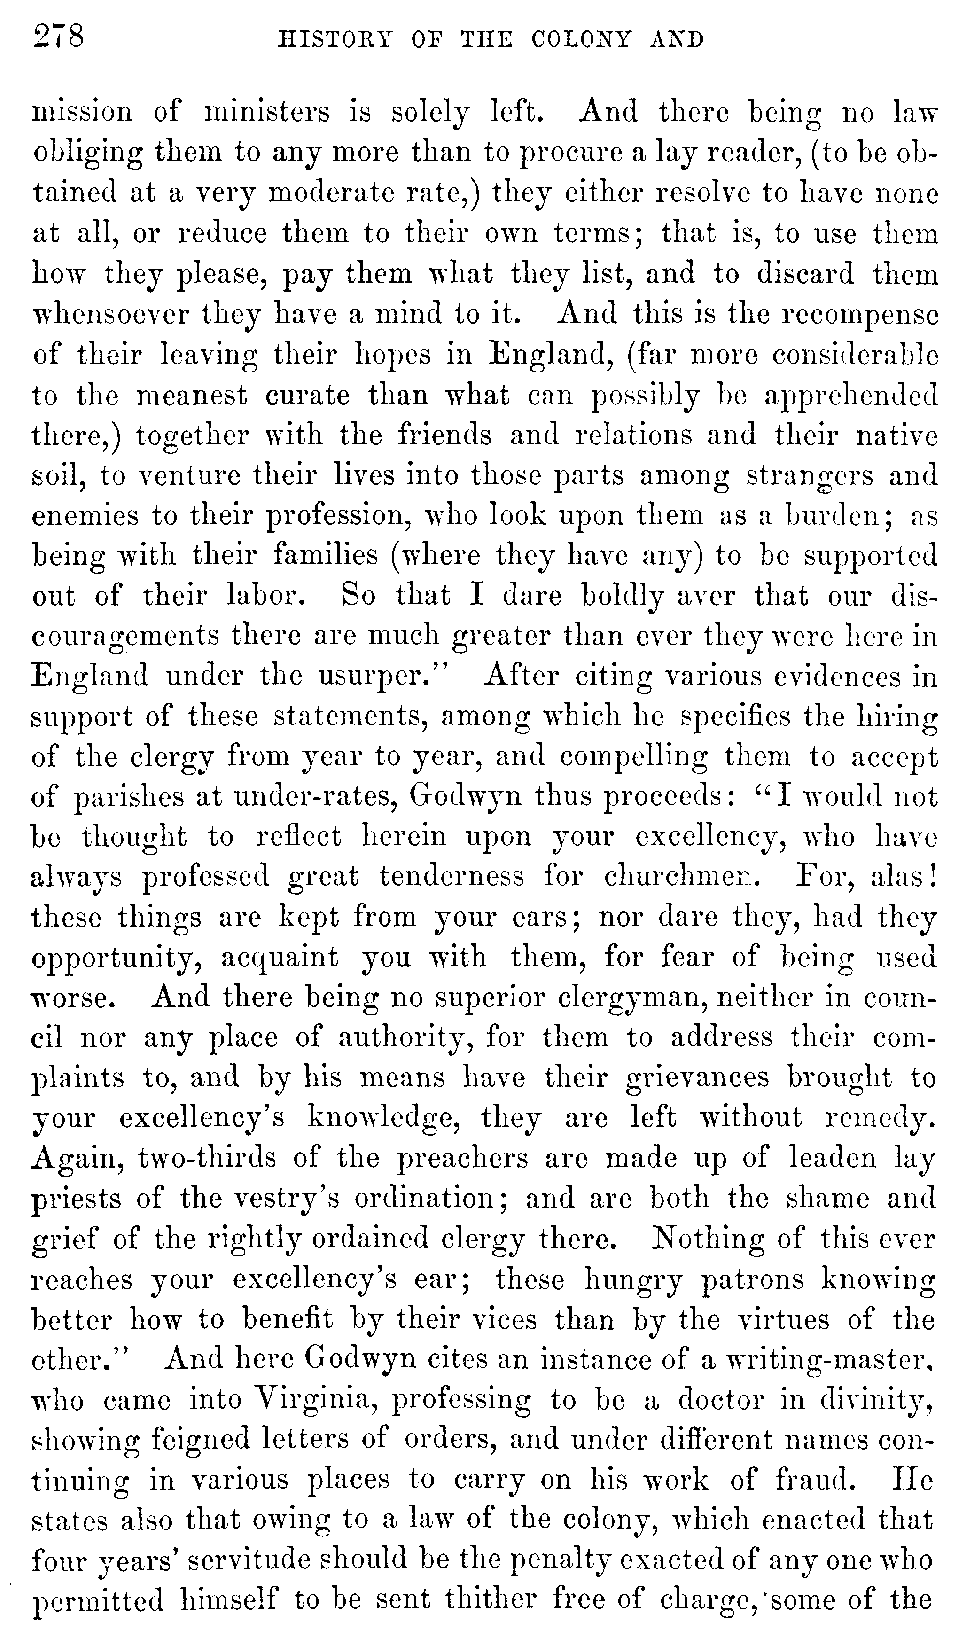 278 HISTORY OF THE COLONY AND
mission of ministers is solely left. And there being no law
obliging them to any more than to procure a lay reader, (to be ob-
tained at a very moderate rate,) they either resolve to have none
at all, or reduce them to their own terms; that is, to use them
how they please, pay them what they list, and to discard them
whensoever they have a mind to it. And this is the recompense
of their leaving their hopes in England, (far more considerable
to the meanest curate than what can possibly be apprehended
there,) together with the friends and relations and their native
soil, to venture their lives into those parts among strangers and
enemies to their profession, who look upon them as a burden; as
being with their families (where they have any) to be supported
out of their labor. So that I dare boldly aver that our dis-
couragements there are much greater than ever they were here in
England under the usurper." After citing various evidences in
support of these statements, among which he specifies the hiring
of the clergy from year to year, and compelling them to accept
of parishes at under-rates, Godwyn thus proceeds: "I would not
be thought to reflect herein upon your excellency, who have
always professed great tenderness for churchmen. For, alas!
these things are kept from your ears; nor dare they, had they
opportunity, acquaint you with them, for fear of being used
worse. And there being no superior clergyman, neither in coun-
cil nor any place of authority, for them to address their com-
plaints to, and by his means have their grievances brought to
your excellency's knowledge, they are left without remedy.
Again, two-thirds of the preachers are made up of leaden lay
priests of the vestry's ordination; and are both the shame and
grief of the rightly ordained clergy there. Nothing of this ever
reaches your excellency's ear; these hungry patrons knowing
better how to benefit by their vices than by the virtues of the
other." And here Godwyn cites an instance of a writing-master,
who came into Virginia, professing to be a doctor in divinity,
showing feigned letters of orders, and under different names con-
tinuing in various places to carry on his work of fraud. He
states also that owing to a law of the colony, which enacted that
four years' servitude should be the penalty exacted of any one who
permitted himself to be sent thither free of charge, some of the